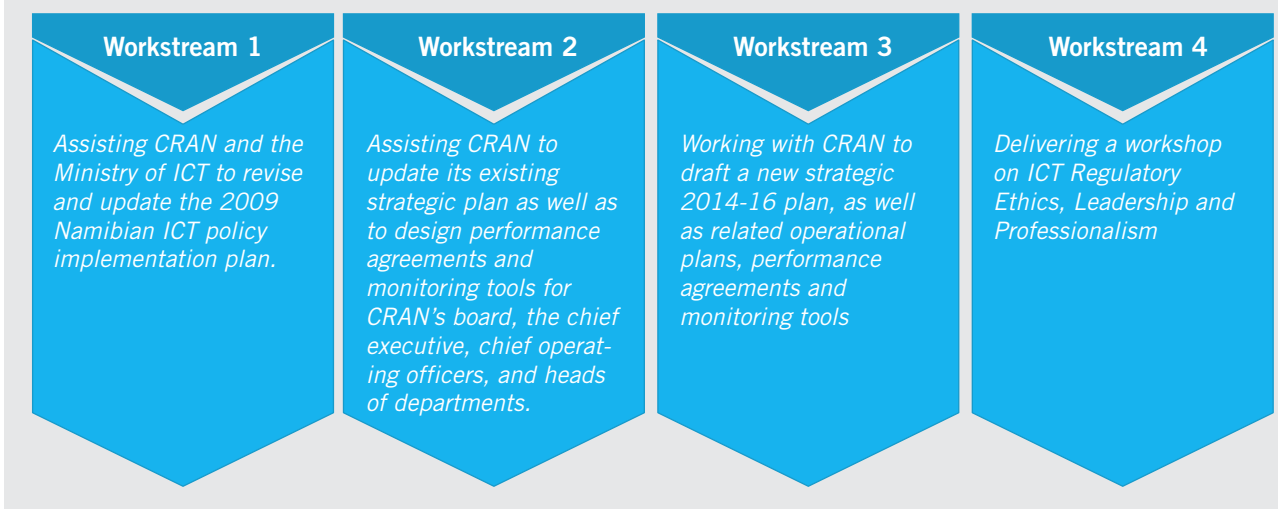 Workstream 1
Assisting CRAN and the
Ministry of ICT to revise
and update the 2009
Namibian ICT policy
implementation plan.
Workstream 2
Assisting CRAN to
update its existing
strategic plan as well as
to design performance
agreements and
monitoring tools for
CRAN's board, the chief
executive, chief operat-
ing officers, and heads
of departments.
Workstream 3
Working with CRAN to
draft a new strategic
2014-16 plan, as well
as related operational
plans, performance
agreements and
monitoring tools
Workstream 4
Delivering a workshop
on ICT Regulatory
Ethics, Leadership and
Professionalism